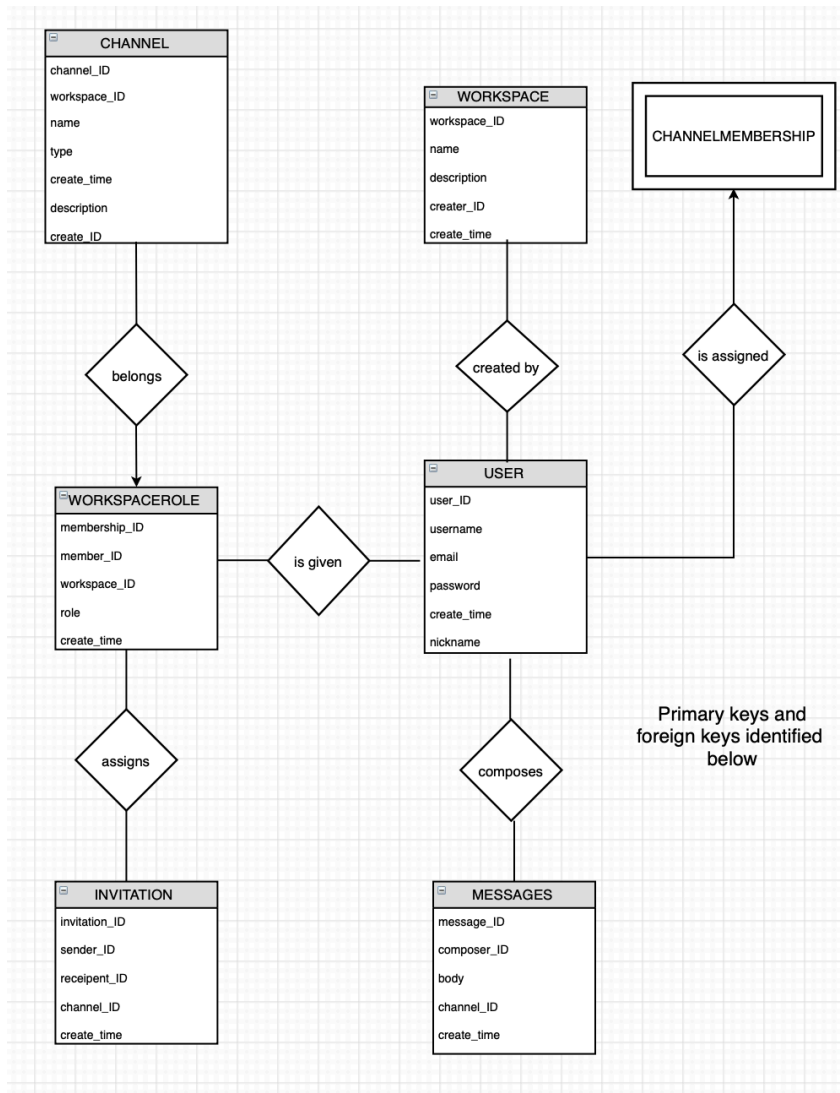 CHANNEL
channel_ID
workspace_ID
name
type
create_time
description
create_ID
WORKSPACE
workspace_ID
name
description
creater_ID
create_time
CHANNELMEMBERSHIP
belongs
created by
is assigned
WORKSPACEROLE
membership_ID
member_ID
workspace_ID
role
create_time
is given
USER
user_ID
username
email
password
create_time
nickname
assigns
composes
Primary keys and
foreign keys identified
below
INVITATION
invitation_ID
sender_ID
receipent_ID
channel_ID
create_time
MESSAGES
message_ID
composer_ID
body
channel_ID
create_time